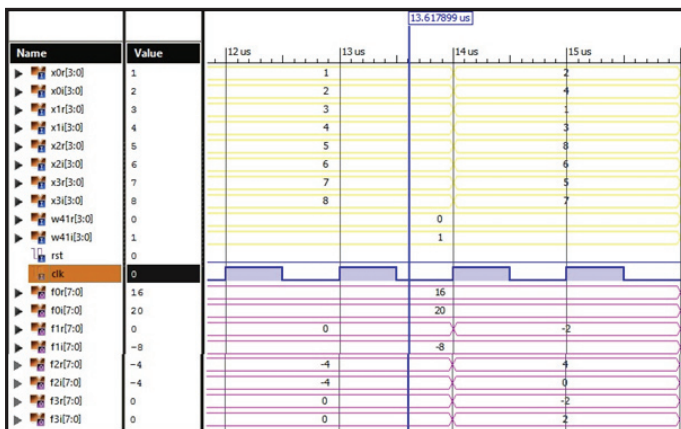 13.617899 us
Name Value 12 us 13 us 14 us 15 us
x0r[3:0] 1 1 2
x0i[3:0] 2 2 4
x1r[3:0] 3 3 1
x1i[3:0] 4 4 3
x2r[3:0] 5 5 8
x2i[3:0] 6 6 6
x3r[3:0] 7 7 5
x3i[3:0] 8 8 7
w41r[3:0] 0 0
w41i[3:0] 1 1
rst 0
clk 0
f0r[7:0] 16 16
f0i[7:0] 20 20
f1r[7:0] 0 0 -2
f1i[7:0] -8 -8
f2r[7:0] -4 -4 4
f2i[7:0] -4 -4 0
f3r[7:0] 0 0 -2
f3i[7:0] 0 0 2